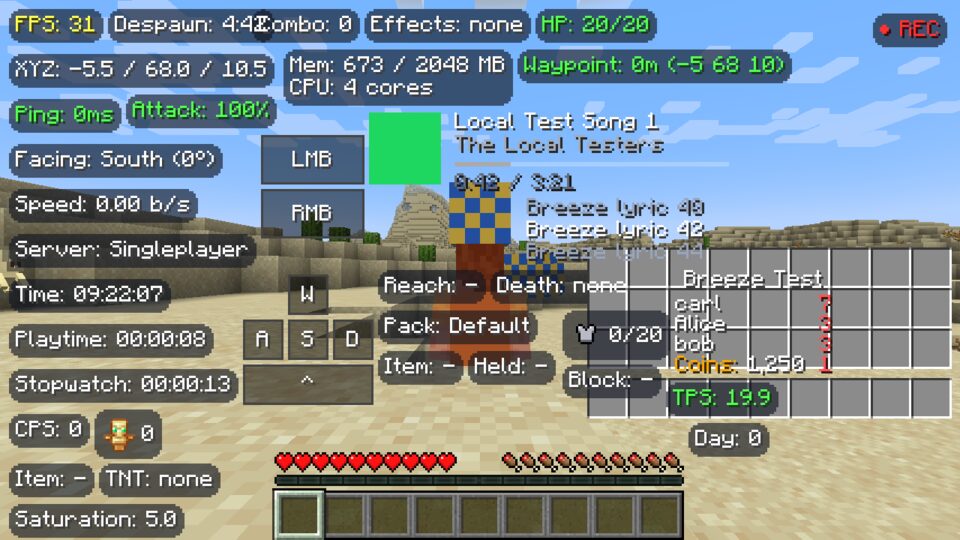 FPS: 31
Despawn: 4:42
Combo: 0
Effects: none
HP: 20/20
● REC
XYZ: -5.5 / 68.0 / 10.5
Mem: 673 / 2048 MB
CPU: 4 cores
Waypoint: 0m (-5 68 10)
Ping: 0ms
Attack: 100%
Local Test Song 1
The Local Testers
0:42 / 3:21
Facing: South (0°)
LMB
RMB
Speed: 0.00 b/s
Breeze lyric 40
Breeze lyric 42
Breeze lyric 44
Server: Singleplayer
Reach: -
Death: none
Breeze Test
Time: 09:22:07
W
carl 7
Alice 3
bob 3
Coins: 1,250 1
Pack: Default
0/20
Playtime: 00:00:08
A
S
D
Item: -
Held: -
Block: -
Stopwatch: 00:00:13
^
TPS: 19.9
CPS: 0
0
Day: 0
Item: -
TNT: none
Saturation: 5.0